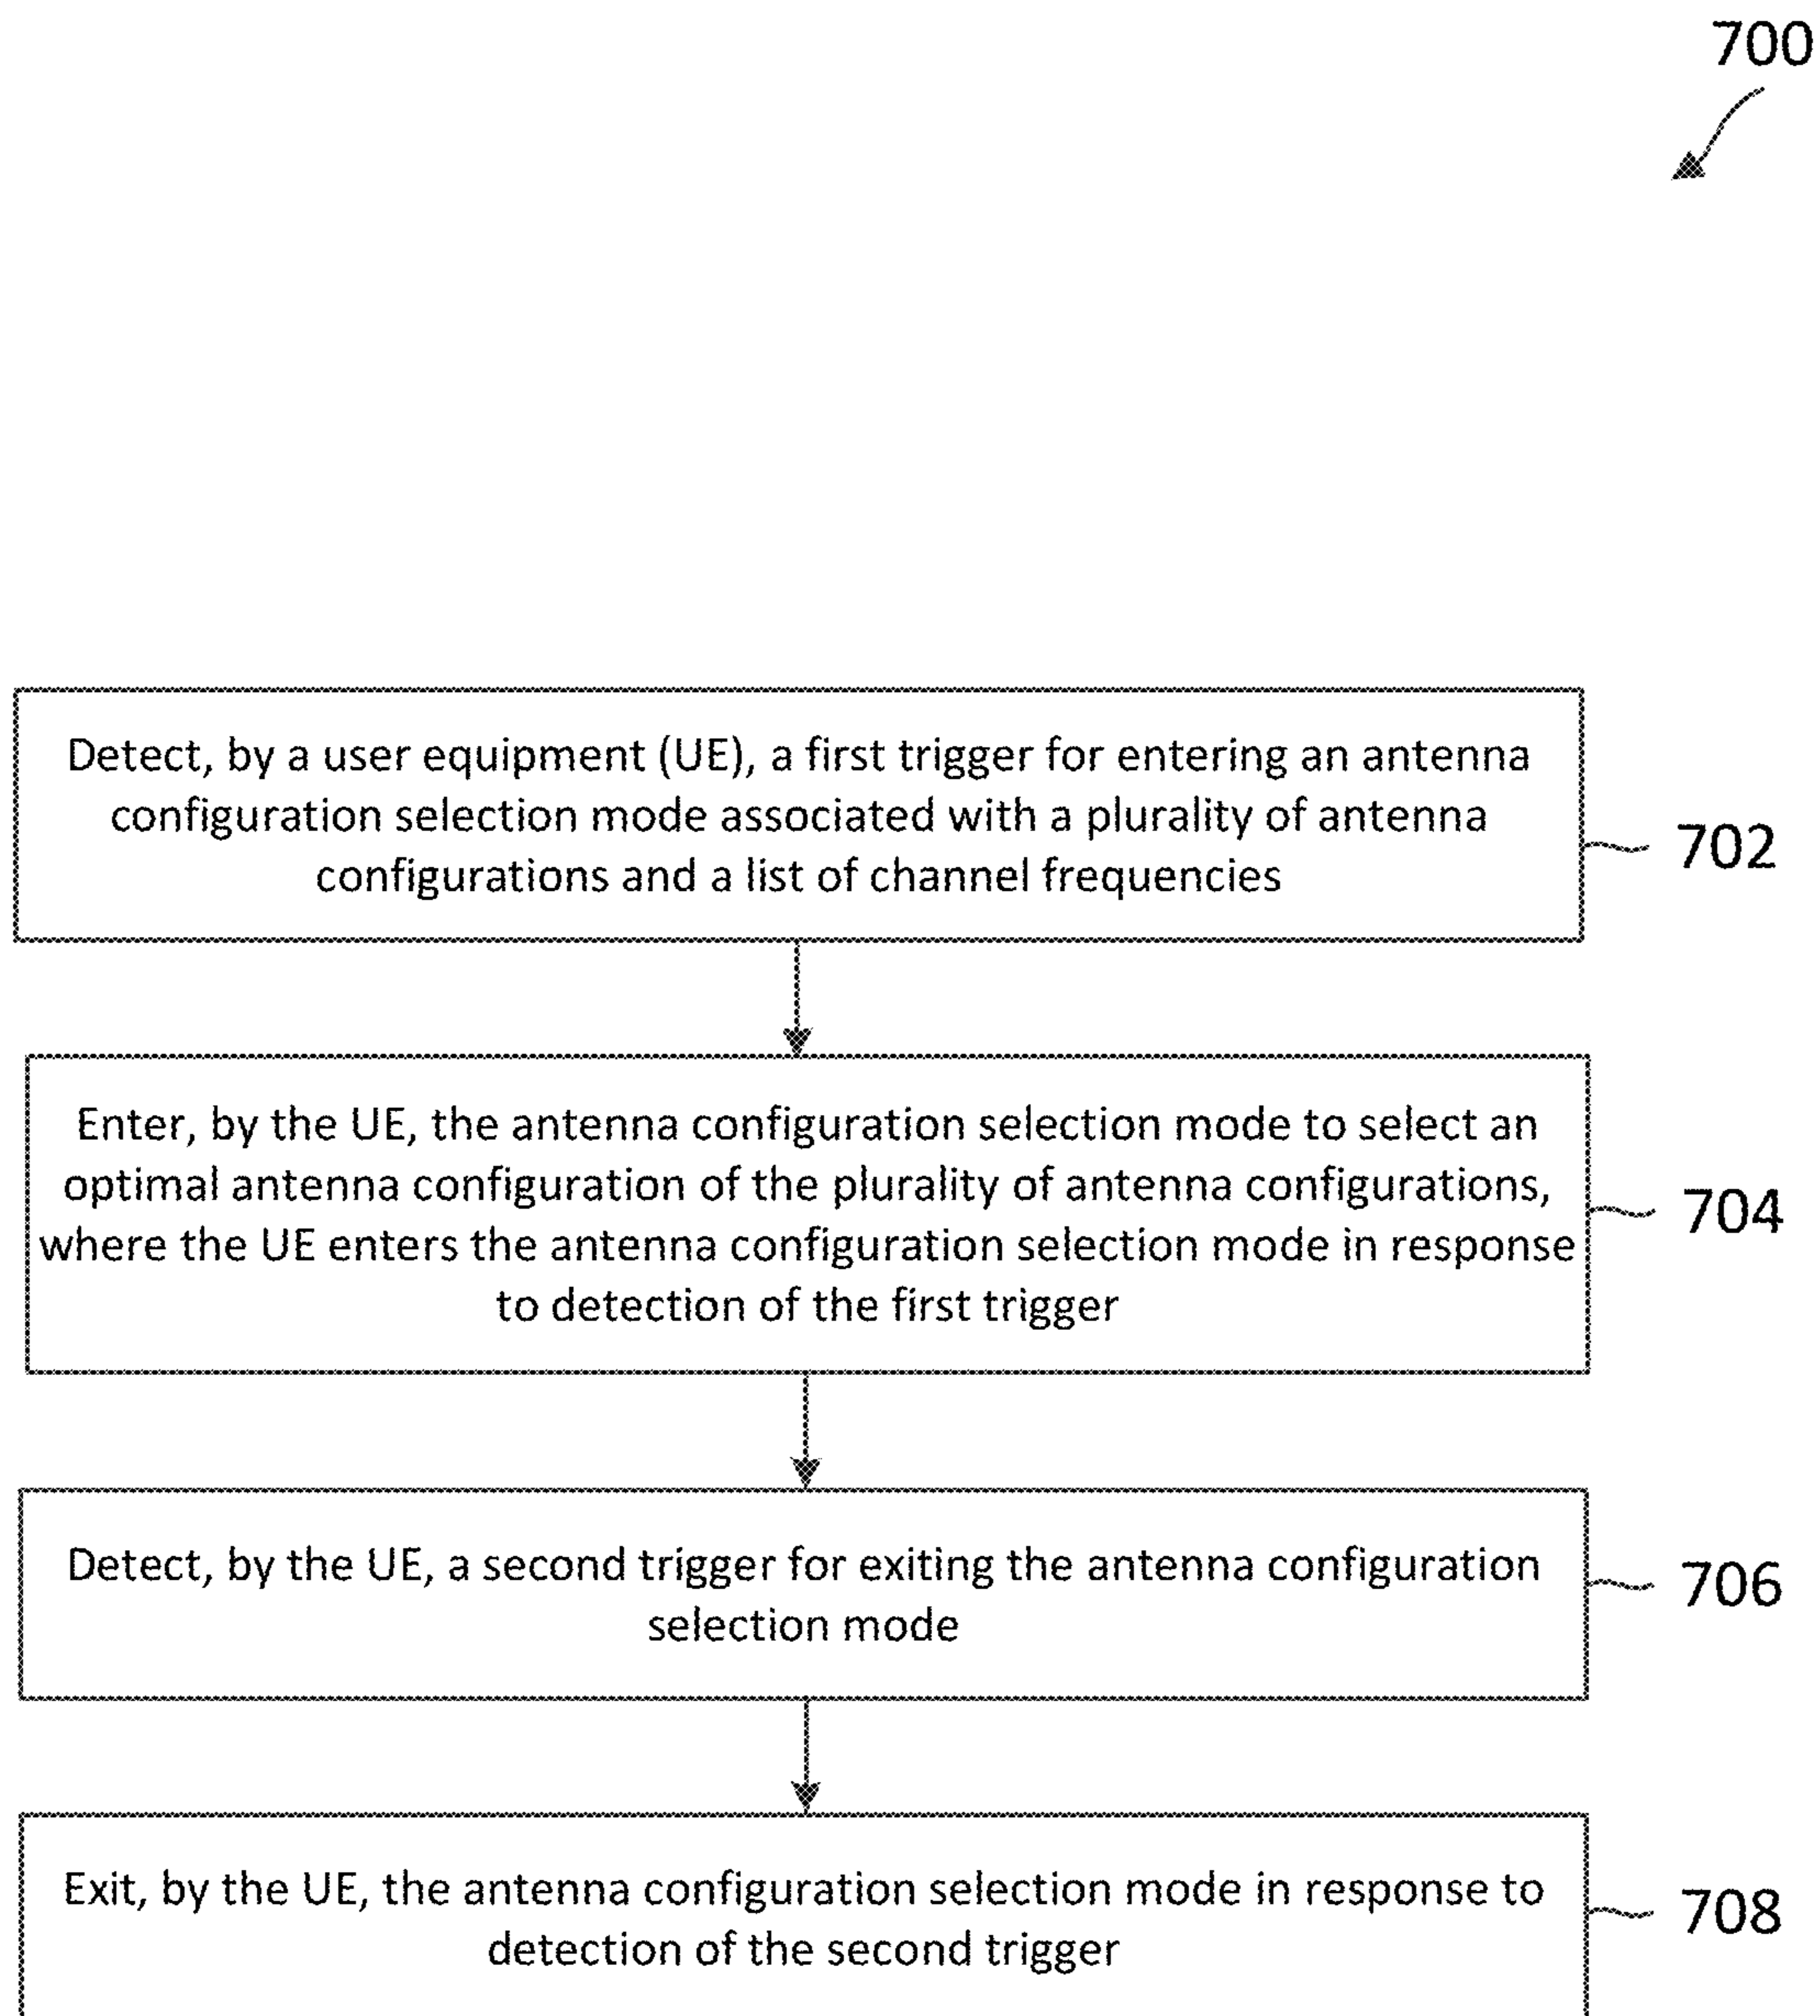 700
Detect, by a user equipment (UE), a first trigger for entering an antenna
configuration selection mode associated with a plurality of antenna
configurations and a list of channel frequencies
702
Enter, by the UE, the antenna configuration selection mode to select an
optimal antenna configuration of the plurality of antenna configurations,
where the UE enters the antenna configuration selection mode in response
to detection of the first trigger
704
Detect, by the UE, a second trigger for exiting the antenna configuration
selection mode
706
Exit, by the UE, the antenna configuration selection mode in response to
detection of the second trigger
708